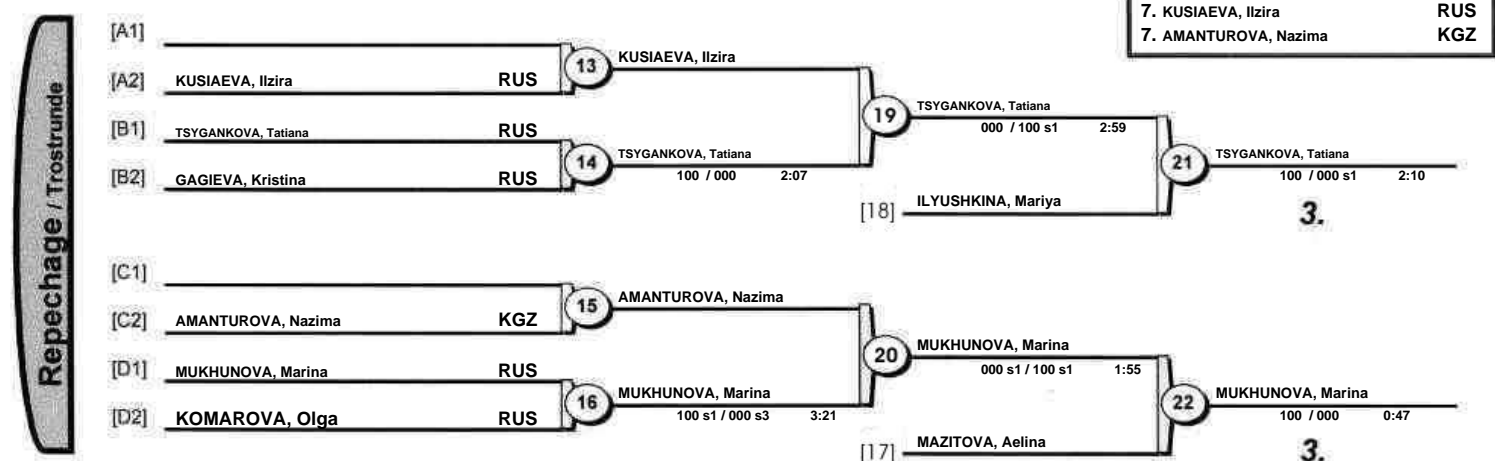 7. KUSIAEVA, Ilzira RUS
7. AMANTUROVA, Nazima KGZ
Repechage / Trostrunde
[A1]
[A2] KUSIAEVA, Ilzira RUS
13 KUSIAEVA, Ilzira
[B1] TSYGANKOVA, Tatiana RUS
[B2] GAGIEVA, Kristina RUS
14 TSYGANKOVA, Tatiana
100 / 000 2:07
19 TSYGANKOVA, Tatiana
000 / 100 s1 2:59
[18] ILYUSHKINA, Mariya
21 TSYGANKOVA, Tatiana
100 / 000 s1 2:10
3.
[C1]
[C2] AMANTUROVA, Nazima KGZ
15 AMANTUROVA, Nazima
[D1] MUKHUNOVA, Marina RUS
[D2] KOMAROVA, Olga RUS
16 MUKHUNOVA, Marina
100 s1 / 000 s3 3:21
20 MUKHUNOVA, Marina
000 s1 / 100 s1 1:55
[17] MAZITOVA, Aelina
22 MUKHUNOVA, Marina
100 / 000 0:47
3.